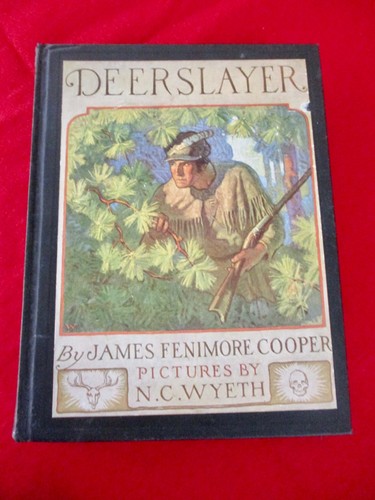 DEERSLAYER
By JAMES FENIMORE COOPER
PICTURES BY
N.C.WYETH